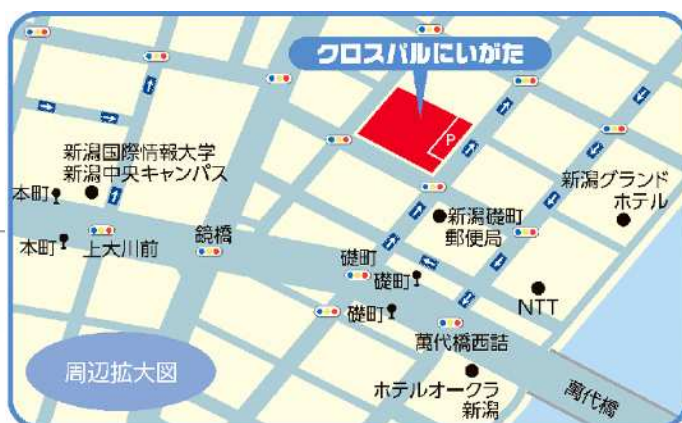 クロスパルにいがた
P
新潟国際情報大学
新潟中央キャンパス
本町
本町
上大川前
鏡橋
礎町
礎町
礎町
新潟礎町
郵便局
新潟グランド
ホテル
NTT
萬代橋西詰
ホテルオークラ
新潟
萬代橋
周辺拡大図